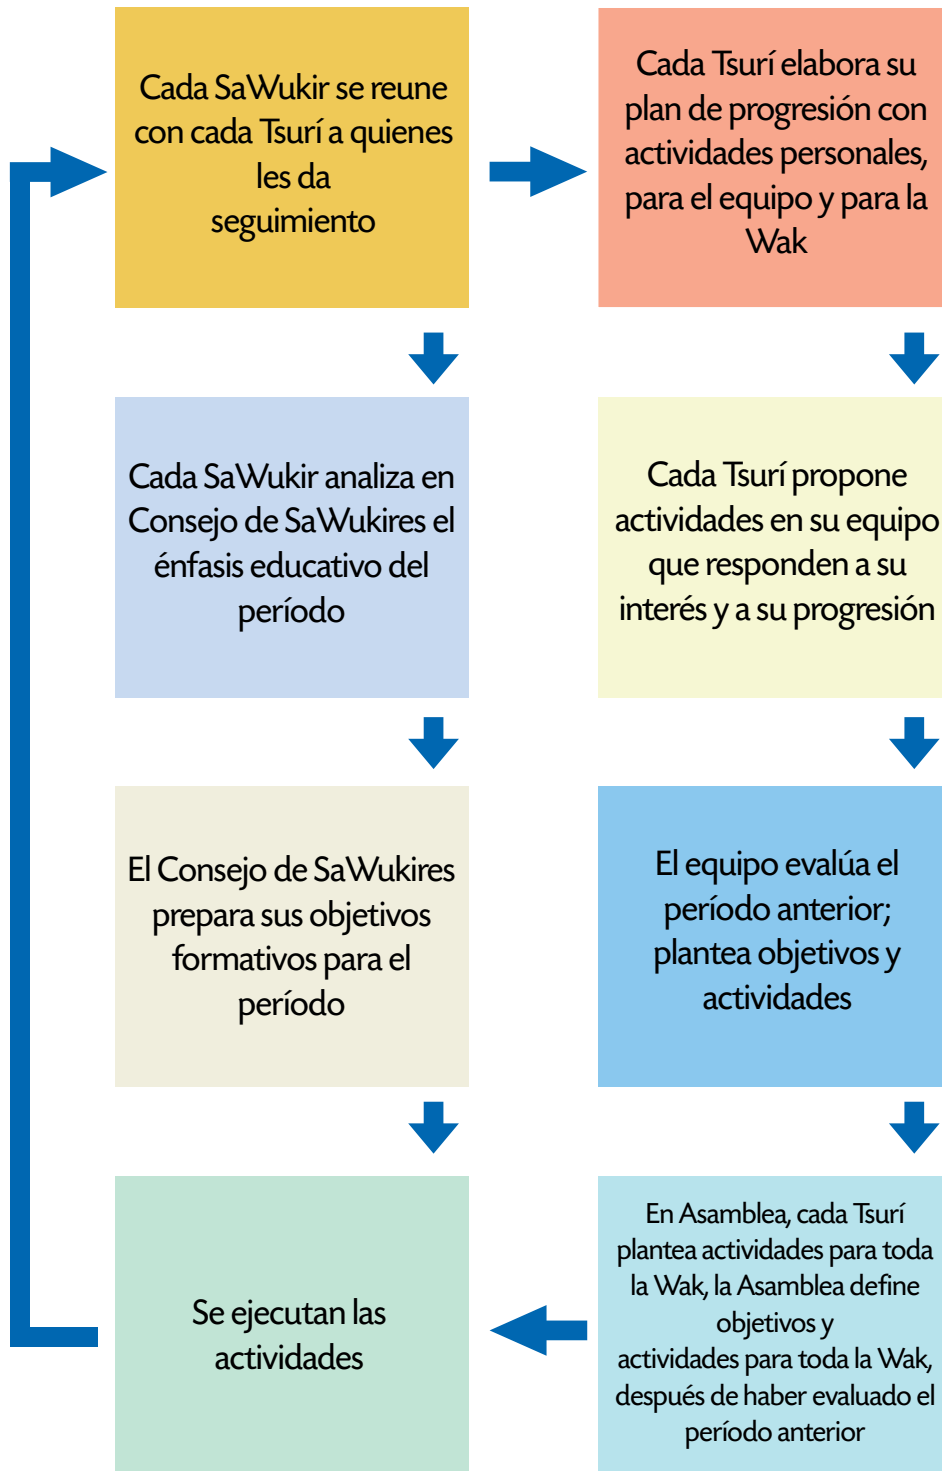 Cada SaWukir se reune
con cada Tsurí a quienes
les da
seguimiento
Cada Tsurí elabora su
plan de progresión con
actividades personales,
para el equipo y para la
Wak
Cada SaWukir analiza en
Consejo de SaWukires el
énfasis educativo del
período
Cada Tsurí propone
actividades en su equipo
que responden a su
interés y a su progresión
El Consejo de SaWukires
prepara sus objetivos
formativos para el
período
El equipo evalúa el
período anterior;
plantea objetivos y
actividades
Se ejecutan las
actividades
En Asamblea, cada Tsurí
plantea actividades para toda
la Wak, la Asamblea define
objetivos y
actividades para toda la Wak,
después de haber evaluado el
período anterior